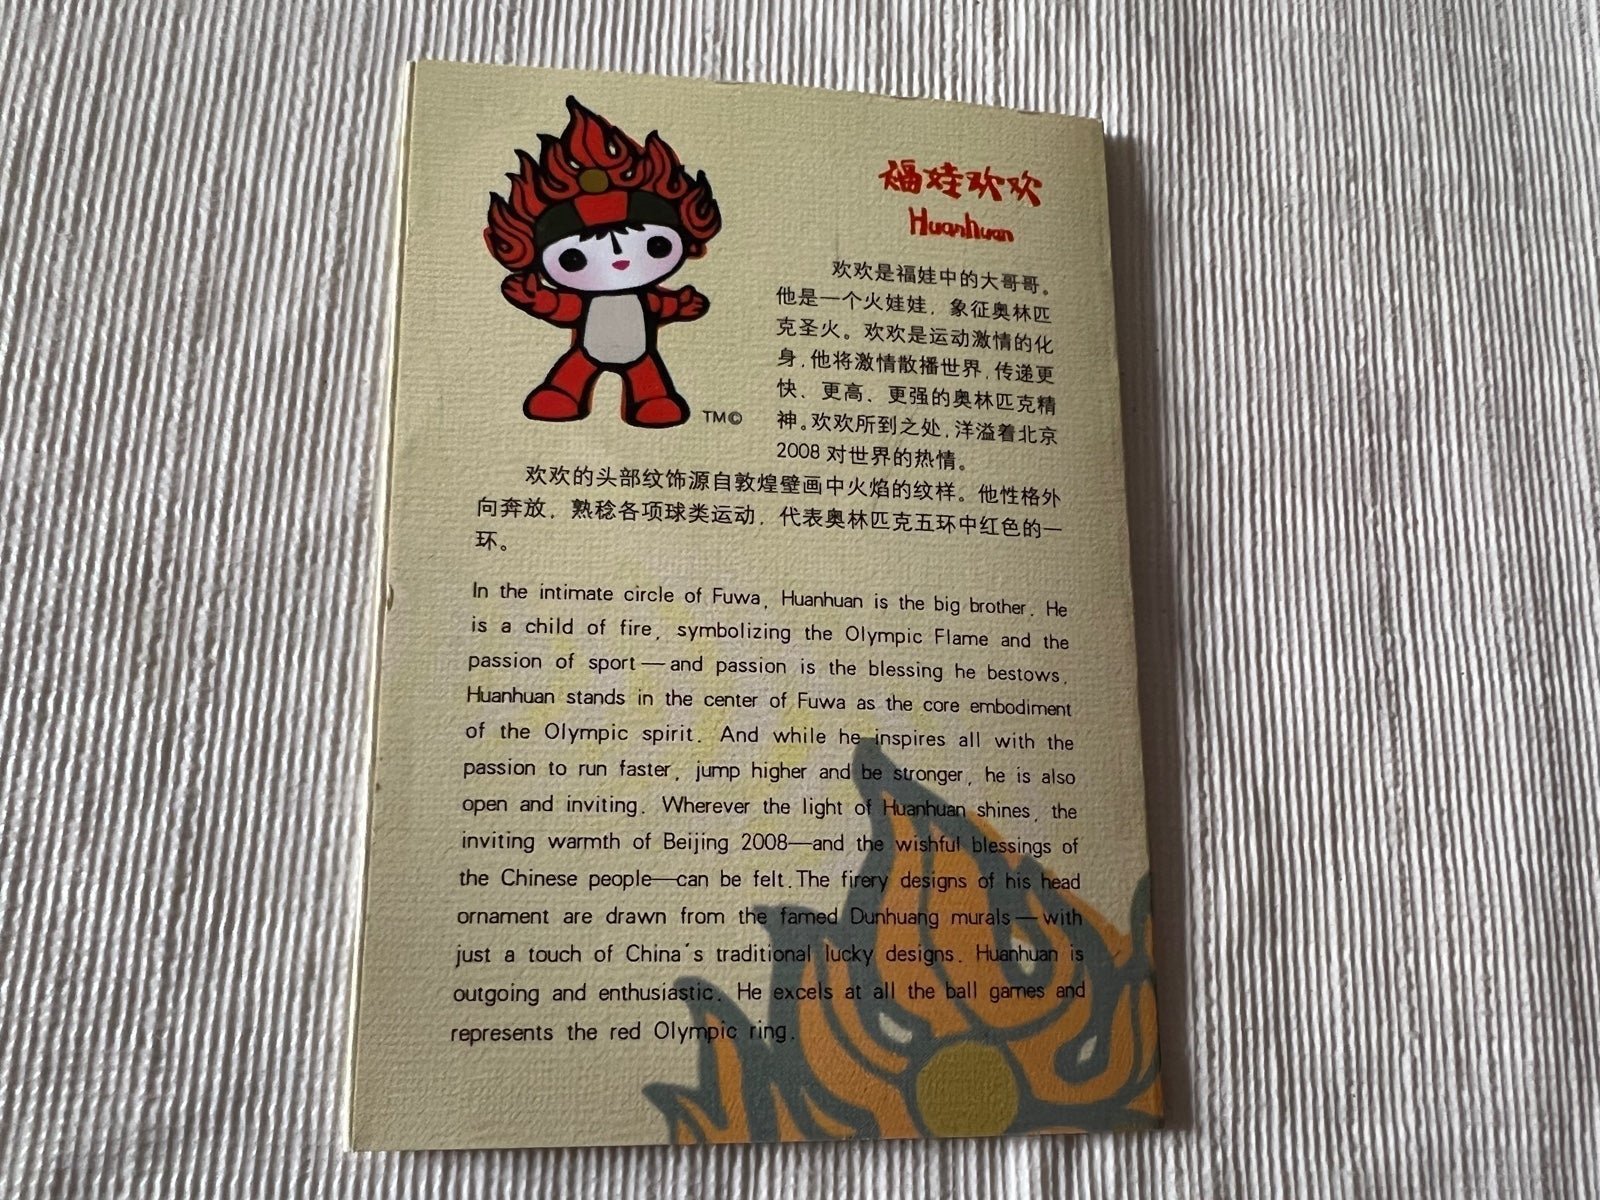 福娃欢欢
Huanhuan
欢欢是福娃中的大哥哥。
他是一个火娃娃，象征奥林匹
克圣火。欢欢是运动激情的化
身，他将激情散播世界，传递更
快、更高、更强的奥林匹克精
神。欢欢所到之处，洋溢着北京
2008 对世界的热情。
TM©
欢欢的头部纹饰源自敦煌壁画中火焰的纹样。他性格外
向奔放，熟稔各项球类运动，代表奥林匹克五环中红色的一
环。
In the intimate circle of Fuwa, Huanhuan is the big brother. He
is a child of fire, symbolizing the Olympic Flame and the
passion of sport — and passion is the blessing he bestows.
Huanhuan stands in the center of Fuwa as the core embodiment
of the Olympic spirit. And while he inspires all with the
passion to run faster, jump higher and be stronger, he is also
open and inviting. Wherever the light of Huanhuan shines, the
inviting warmth of Beijing 2008—and the wishful blessings of
the Chinese people—can be felt.The firery designs of his head
ornament are drawn from the famed Dunhuang murals — with
just a touch of China´s traditional lucky designs. Huanhuan is
outgoing and enthusiastic. He excels at all the ball games and
represents the red Olympic ring.